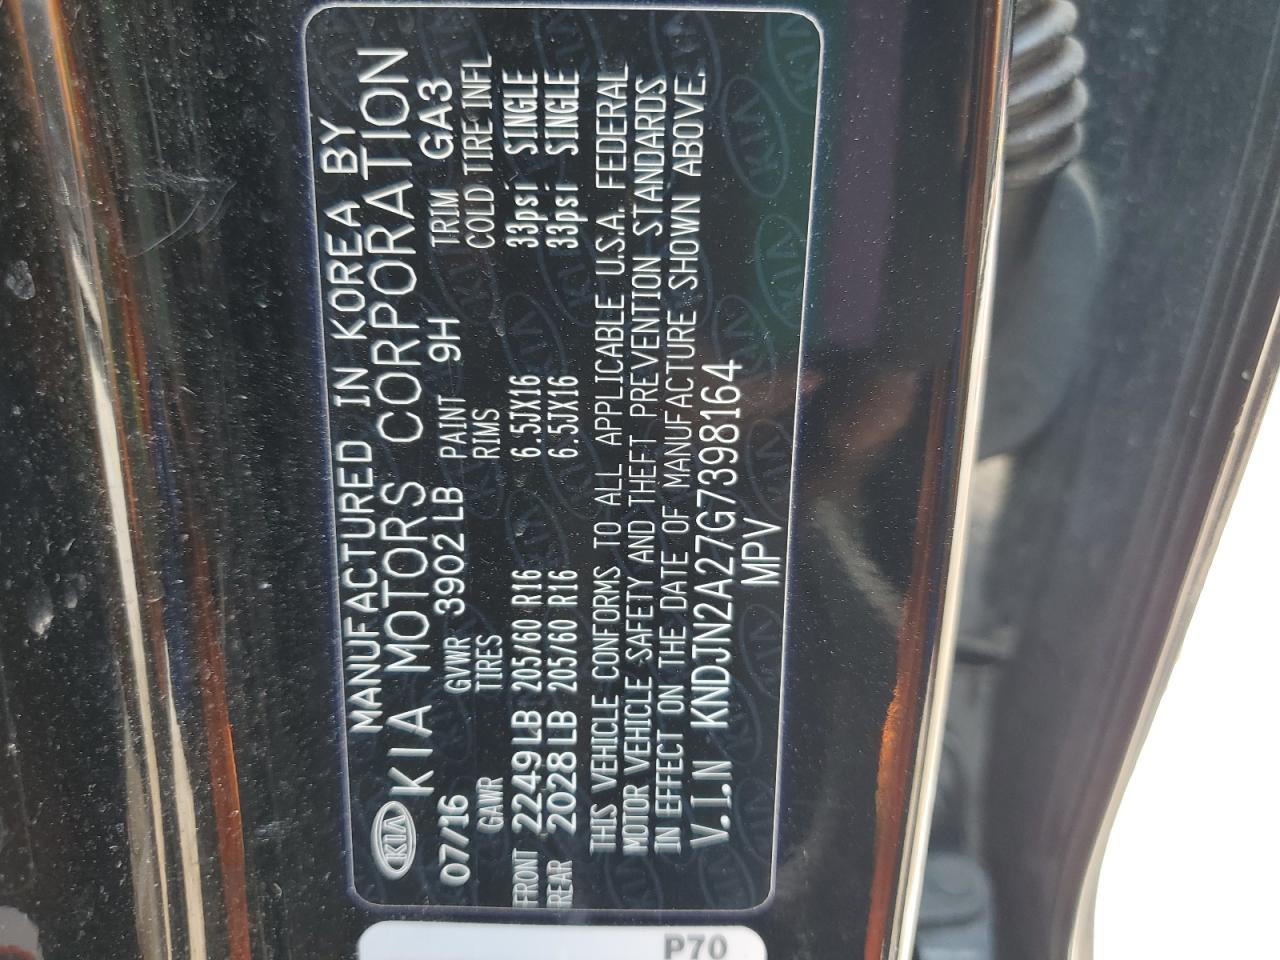 MANUFACTURED IN KOREA BY
KIA KIA MOTORS CORPORATION
07/16 GVWR 3902LB PAINT 9H TRIM GA3
GAWR TIRES RIMS COLD TIRE INFL
FRONT 2249LB 205/60 R16 6.5JX16 33psi SINGLE
REAR 2028LB 205/60 R16 6.5JX16 33psi SINGLE
THIS VEHICLE CONFORMS TO ALL APPLICABLE U.S.A. FEDERAL
MOTOR VEHICLE SAFETY AND THEFT PREVENTION STANDARDS
IN EFFECT ON THE DATE OF MANUFACTURE SHOWN ABOVE.
V.I.N KNDJN2A27G7398164
MPV
P70